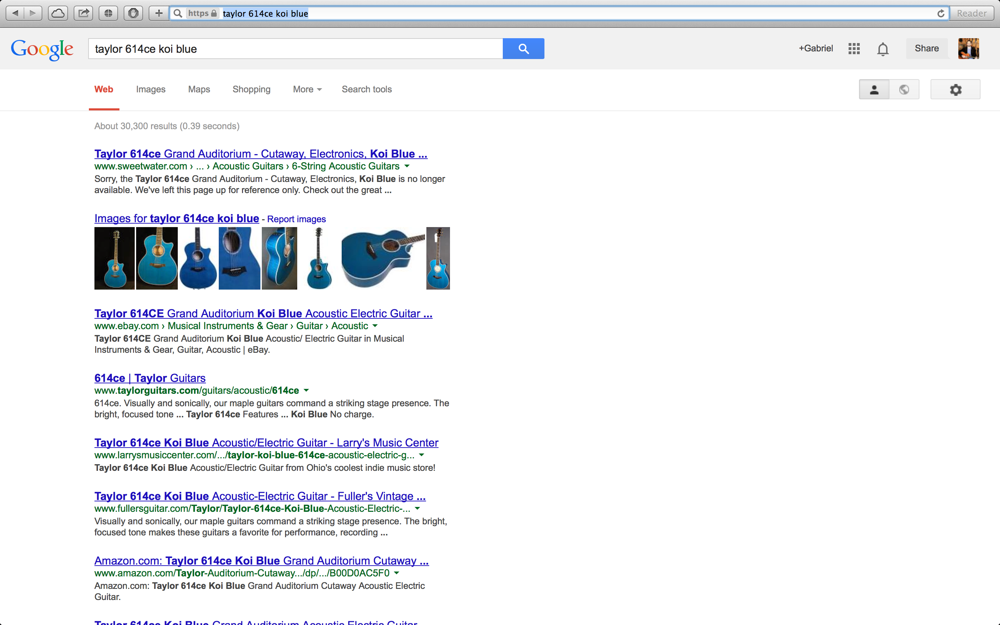 https taylor 614ce koi blue Reader
Google taylor 614ce koi blue +Gabriel Share
Web Images Maps Shopping More Search tools
About 30,300 results (0.39 seconds)
Taylor 614ce Grand Auditorium - Cutaway, Electronics, Koi Blue ...
www.sweetwater.com › ... › Acoustic Guitars › 6-String Acoustic Guitars
Sorry, the Taylor 614ce Grand Auditorium - Cutaway, Electronics, Koi Blue is no longer
available. We've left this page up for reference only. Check out the great ...
Images for taylor 614ce koi blue - Report images
Taylor 614CE Grand Auditorium Koi Blue Acoustic Electric Guitar ...
www.ebay.com › Musical Instruments & Gear › Guitar › Acoustic
Taylor 614CE Grand Auditorium Koi Blue Acoustic/ Electric Guitar in Musical
Instruments & Gear, Guitar, Acoustic | eBay.
614ce | Taylor Guitars
www.taylorguitars.com/guitars/acoustic/614ce
614ce. Visually and sonically, our maple guitars command a striking stage presence. The
bright, focused tone ... Taylor 614ce Features ... Koi Blue No charge.
Taylor 614ce Koi Blue Acoustic/Electric Guitar - Larry's Music Center
www.larrysmusiccenter.com/.../taylor-koi-blue-614ce-acoustic-electric-g...
Taylor 614ce Koi Blue Acoustic/Electric Guitar from Ohio's coolest indie music store!
Taylor 614ce Koi Blue Acoustic-Electric Guitar - Fuller's Vintage ...
www.fullersguitar.com/Taylor/Taylor-614ce-Koi-Blue-Acoustic-Electric-...
Visually and sonically, our maple guitars command a striking stage presence. The bright,
focused tone makes these guitars a favorite for performance, recording ...
Amazon.com: Taylor 614ce Koi Blue Grand Auditorium Cutaway ...
www.amazon.com/Taylor-Auditorium-Cutaway.../dp/.../B00D0AC5F0
Amazon.com: Taylor 614ce Koi Blue Grand Auditorium Cutaway Acoustic Electric
Guitar.
Taylor 614ce Koi Blue Grand Auditorium Acoustic Electric Guitar